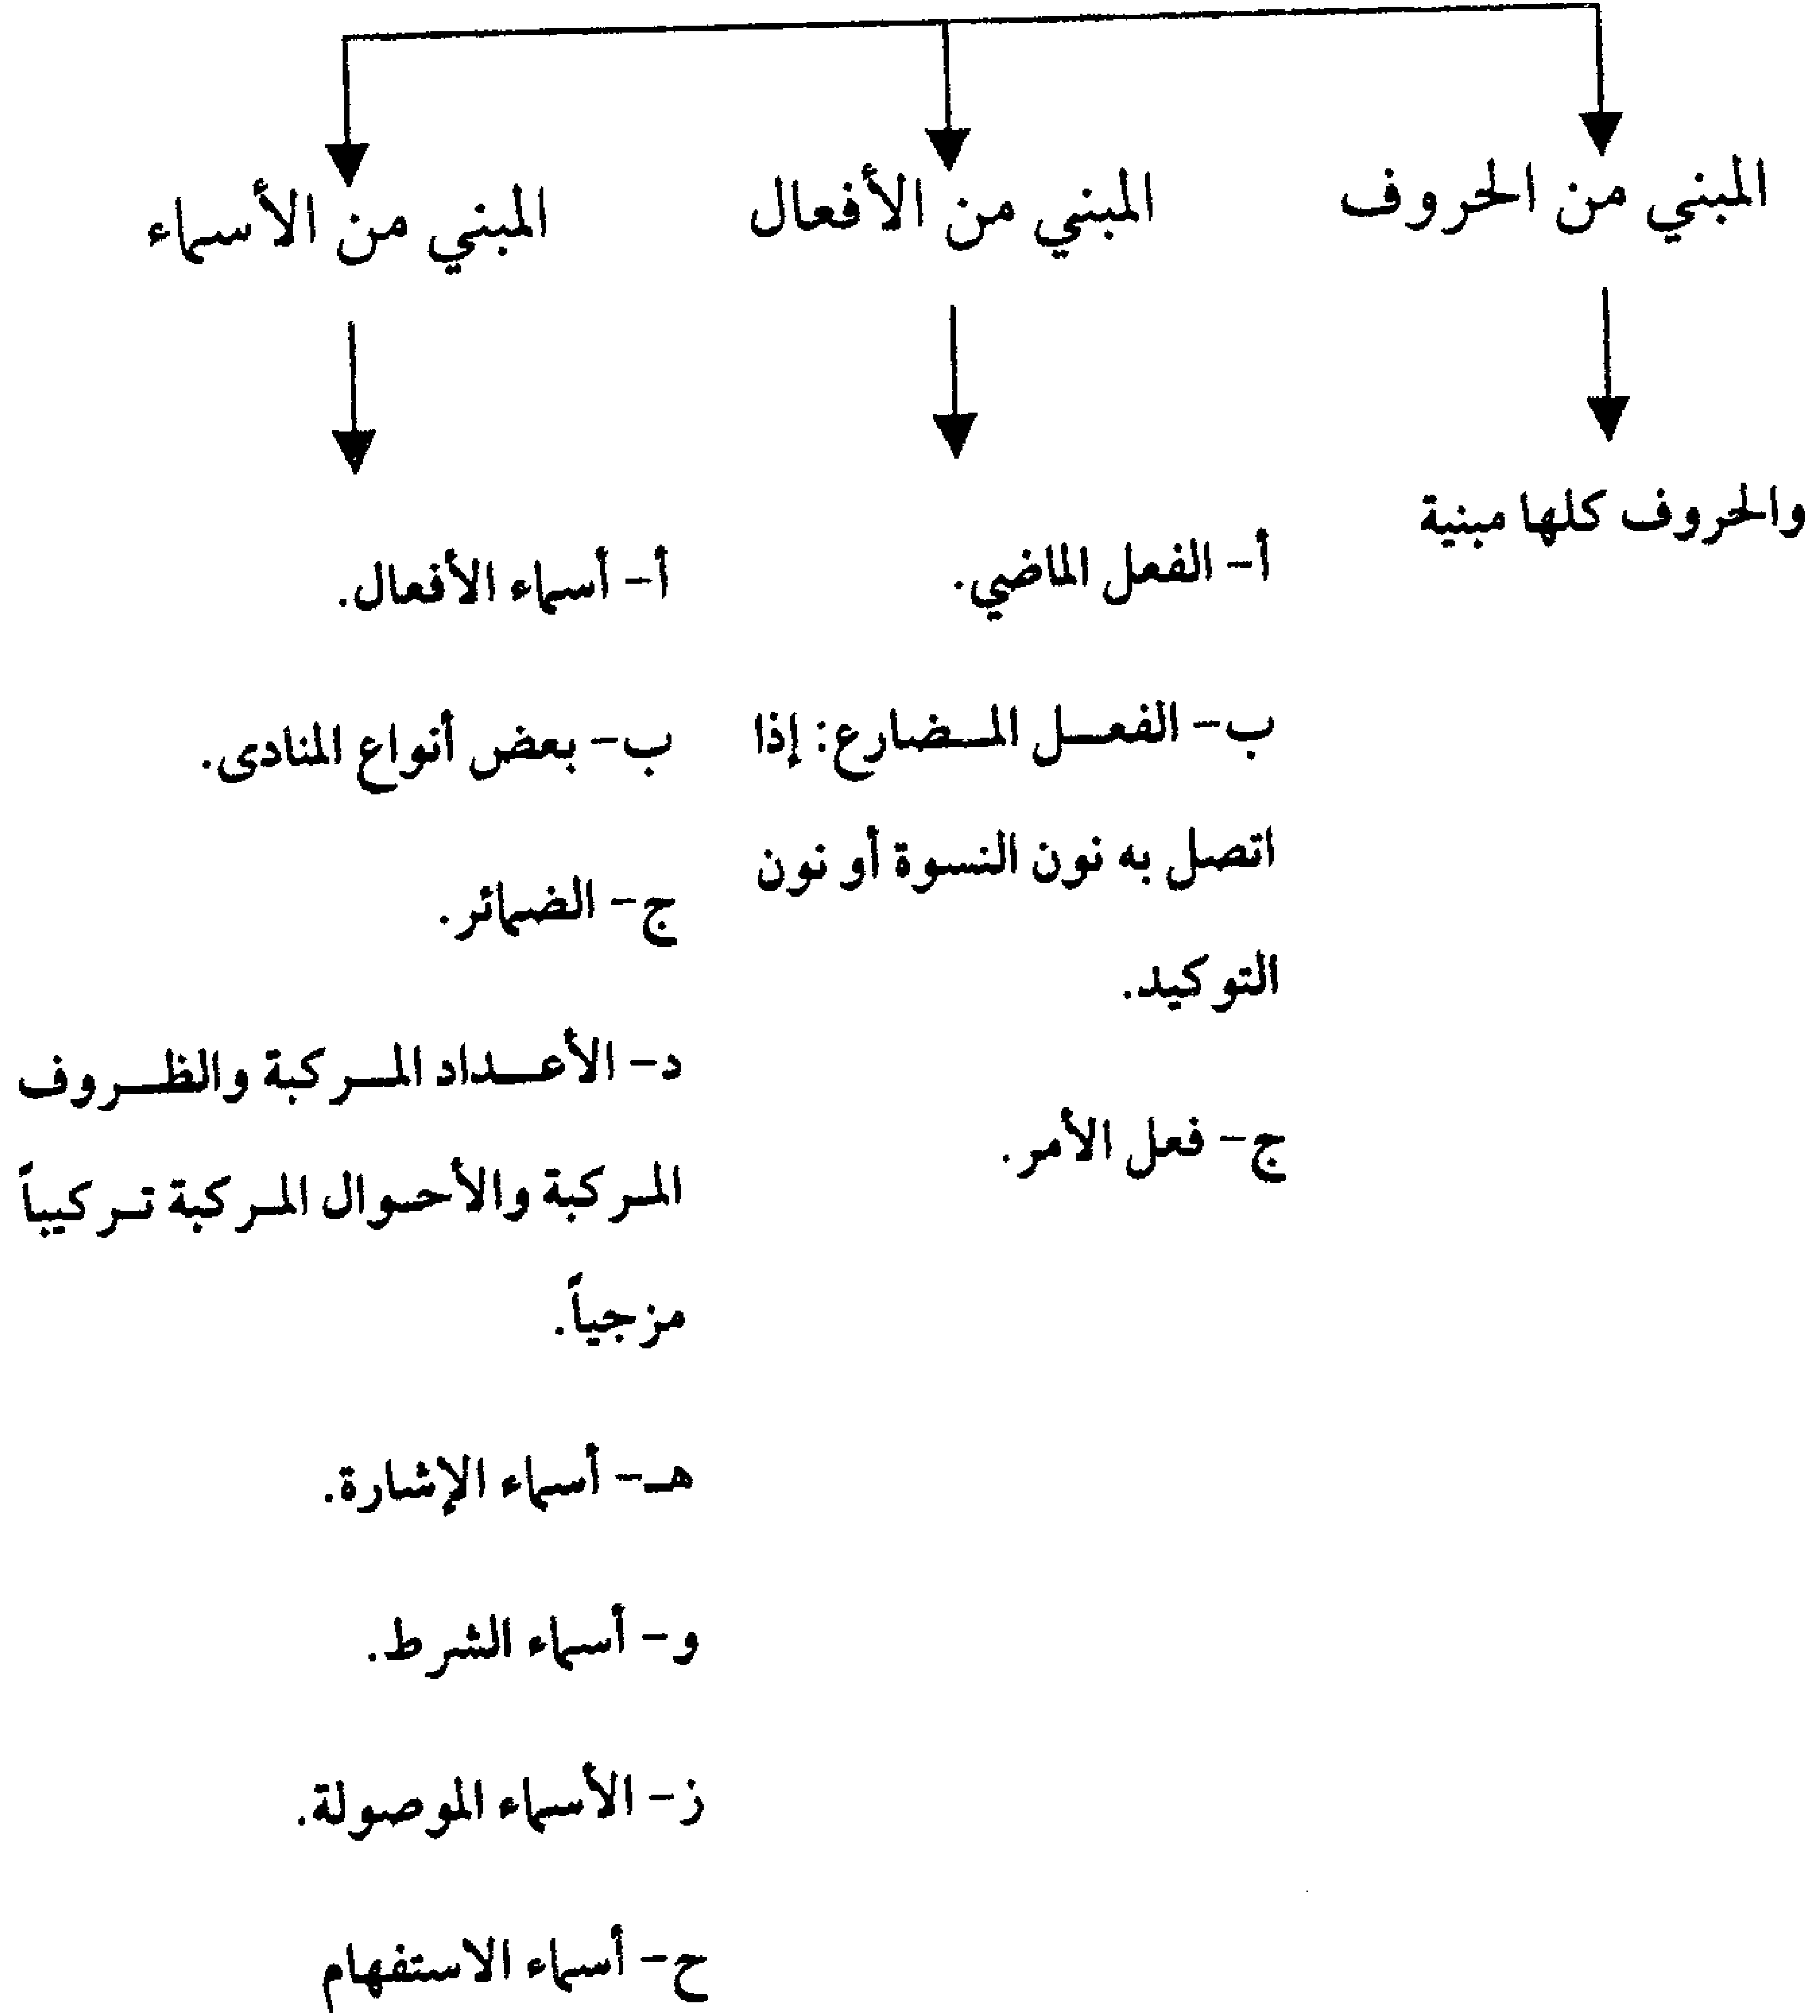 المبني من الحروف
والحروف كلها مبنية
المبني من الأفعال
أ- الفعل الماضي.
ب- الفعل المضارع: إذا
اتصل به نون النسوة أو نون
التوكيد.
ج- فعل الأمر.
المبني من الأسماء
أ- أسماء الأفعال.
ب- بعض أنواع المنادى.
ج- الضمائر.
د- الأعداد المركبة والظروف
المركبة والأحوال المركبة تركيباً
مزجياً.
هـ- أسماء الإشارة.
و- أسماء الشرط.
ز- الأسماء الموصولة.
ح- أسماء الاستفهام